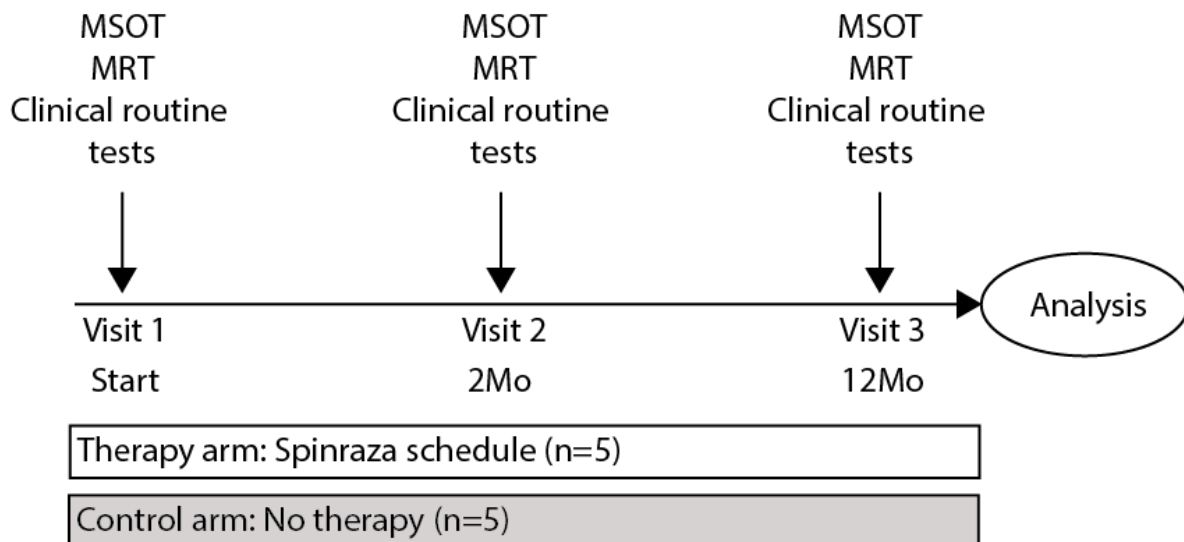 MSOT
MRT
Clinical routine
tests
MSOT
MRT
Clinical routine
tests
MSOT
MRT
Clinical routine
tests
Visit 1
Start
Visit 2
2Mo
Visit 3
12Mo
Analysis
Therapy arm: Spinraza schedule (n=5)
Control arm: No therapy (n=5)